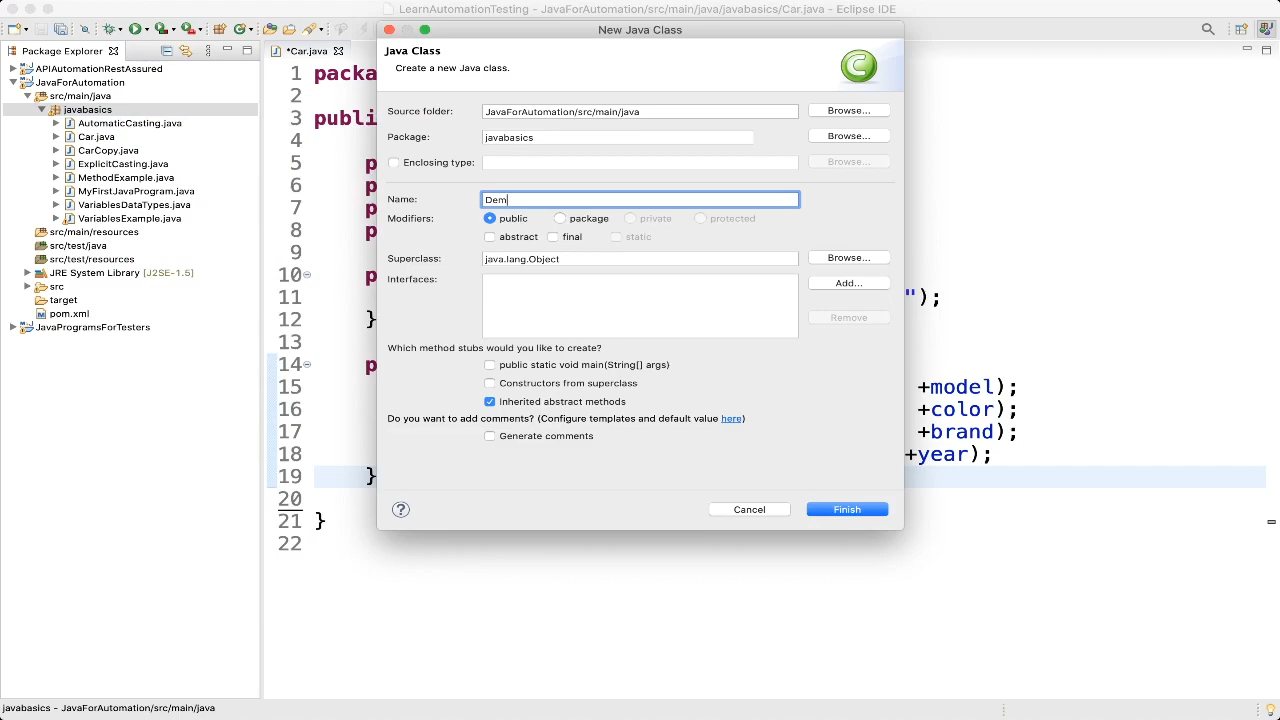 LearnAutomationTesting - JavaForAutomation/src/main/java/javabasics/Car.java - Eclipse IDE
New Java Class
Package Explorer
*Car.java
APIAutomationRestAssured
JavaForAutomation
src/main/java
javabasics
AutomaticCasting.java
Car.java
CarCopy.java
ExplicitCasting.java
MethodExample.java
MyFirstJavaProgram.java
VariablesDataTypes.java
VariablesExample.java
src/main/resources
src/test/java
src/test/resources
JRE System Library [J2SE-1.5]
src
target
pom.xml
JavaProgramsForTesters
1 packa
2
3 publi
4
5 p
6 p
7 p
8 p
9
10 p
11 ");
12 }
13
14 p
15 +model);
16 +color);
17 +brand);
18 +year);
19 }
20
21 }
22
Java Class
Create a new Java class.
C
Source folder: JavaForAutomation/src/main/java Browse...
Package: javabasics Browse...
Enclosing type: Browse...
Name: Dem
Modifiers: public package private protected
abstract final static
Superclass: java.lang.Object Browse...
Interfaces: Add...
Remove
Which method stubs would you like to create?
public static void main(String[] args)
Constructors from superclass
Inherited abstract methods
Do you want to add comments? (Configure templates and default value here)
Generate comments
? Cancel Finish
javabasics - JavaForAutomation/src/main/java